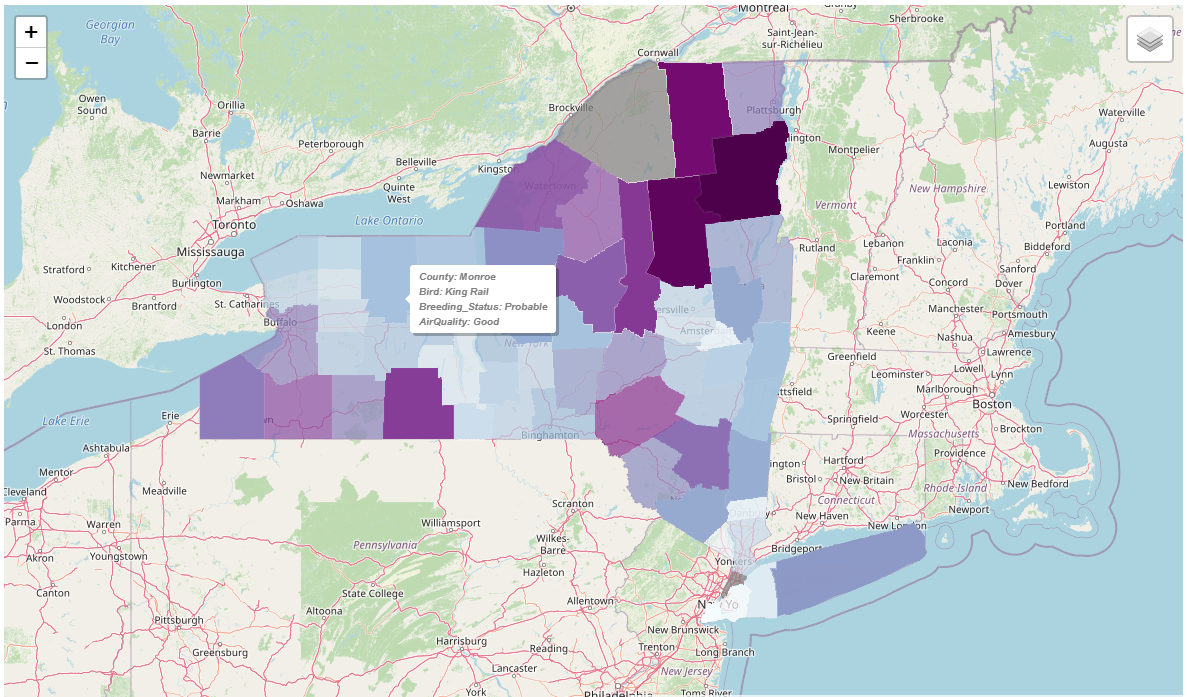 Montreal
Granby
Sherbrooke
Georgian
Bay
+
−
Saint-Jean-
sur-Richelieu
Cornwall
Owen
Sound
Orillia
Brockville
Plattsburgh
Waterville
Barrie
Peterborough
Montpelier
Augusta
Belleville
Kingston
Newmarket
Quinte
West
Watertown
New Hampshire
Lewiston
Markham
Oshawa
Vermont
Toronto
Lake Ontario
Portland
Mississauga
Rutland
Lebanon
Laconia
Biddeford
Stratford
Kitchener
Franklin
Sanford
Burlington
Claremont
Dover
County: Monroe
Bird: King Rail
Breeding_Status: Probable
AirQuality: Good
Concord
Woodstock
Brantford
St. Catharines
Manchester
Portsmouth
London
Buffalo
Keene
Amesbury
Nashua
St. Thomas
New York
Greenfield
Lawrence
Lowell
Lynn
Leominster
Marlborough
Boston
Erie
Springfield
Worcester
Lake Erie
Brockton
Binghamton
Massachusetts
Ashtabula
Providence
Hartford
Mentor
Bristol
New Britain
New Bedford
Cleveland
Meadville
Rhode Island
Connecticut
Scranton
Newport
Parma
Warren
Williamsport
New Haven
New London
Wilkes-
Barre
Pennsylvania
Bridgeport
Akron
Youngstown
Yonkers
Hazleton
Canton
State College
Allentown
Altoona
Pittsburgh
New Brunswick
Harrisburg
Reading
Trenton
Long Branch
Greensburg
Lancaster
New Jersey
York
Philadelphia
Toms River